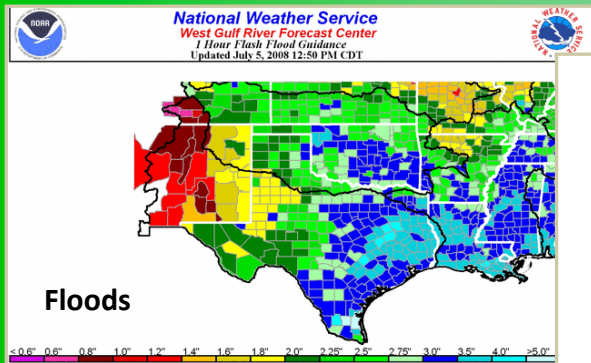 National Weather Service
West Gulf River Forecast Center
1 Hour Flash Flood Guidance
Updated July 5, 2008 12:50 PM CDT
NOAA
NATIONAL WEATHER SERVICE
Floods
< 0.6" 0.6" 0.8" 1.0" 1.2" 1.4" 1.6" 1.8" 2.0" 2.25" 2.5" 2.75" 3.0" 3.5" 4.0" >5.0"